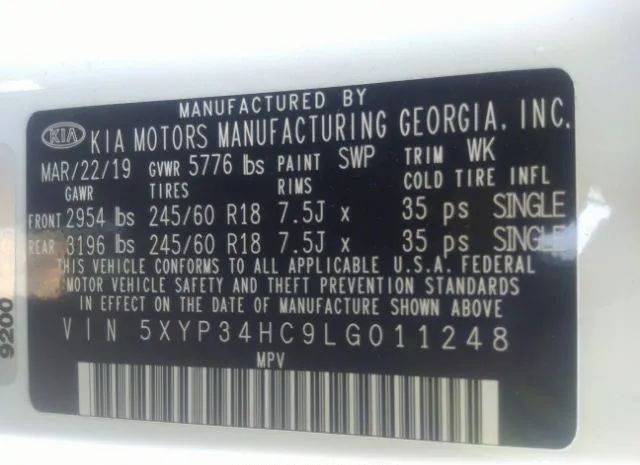 MANUFACTURED BY
KIA KIA MOTORS MANUFACTURING GEORGIA, INC.
MAR/22/19 GVWR 5776 lbs PAINT SWP TRIM WK
GAWR TIRES RIMS COLD TIRE INFL
FRONT 2954 lbs 245/60 R18 7.5J x 35 ps SINGLE
REAR 3196 lbs 245/60 R18 7.5J x 35 ps SINGLE
THIS VEHICLE CONFORMS TO ALL APPLICABLE U.S.A. FEDERAL
MOTOR VEHICLE SAFETY AND THEFT PREVENTION STANDARDS
IN EFFECT ON THE DATE OF MANUFACTURE SHOWN ABOVE
VIN 5XYP34HC9LG011248
MPV
9200